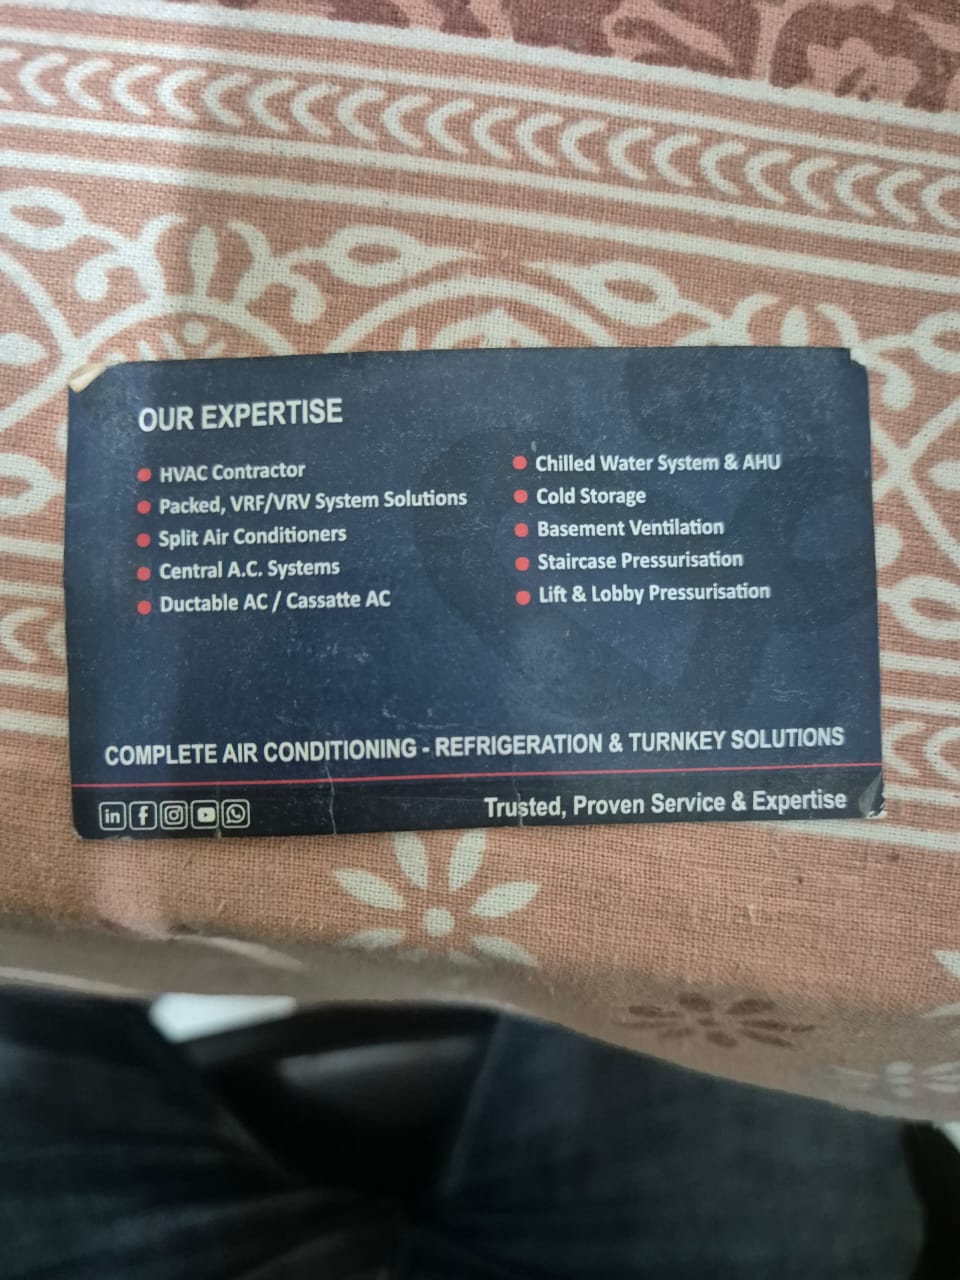 OUR EXPERTISE
HVAC Contractor
Packed, VRF/VRV System Solutions
Split Air Conditioners
Central A.C. Systems
Ductable AC / Cassatte AC
Chilled Water System & AHU
Cold Storage
Basement Ventilation
Staircase Pressurisation
Lift & Lobby Pressurisation
COMPLETE AIR CONDITIONING - REFRIGERATION & TURNKEY SOLUTIONS
Trusted, Proven Service & Expertise